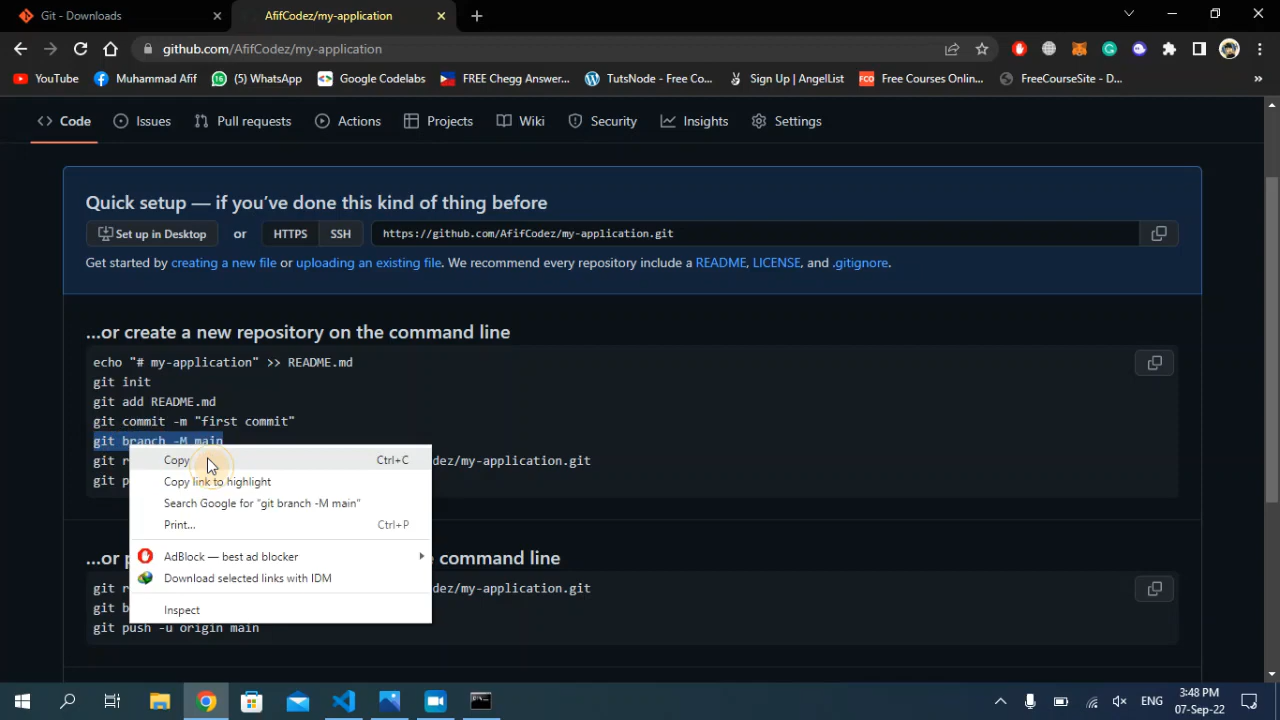 Git - Downloads
AfifCodez/my-application
github.com/AfifCodez/my-application
YouTube
Muhammad Afif
(5) WhatsApp
Google Codelabs
FREE Chegg Answer...
TutsNode - Free Co...
Sign Up | AngelList
FCO
Free Courses Onlin...
FreeCourseSite - D...
»
<> Code
Issues
Pull requests
Actions
Projects
Wiki
Security
Insights
Settings
Quick setup — if you've done this kind of thing before
Set up in Desktop
or
HTTPS
SSH
https://github.com/AfifCodez/my-application.git
Get started by creating a new file or uploading an existing file. We recommend every repository include a README, LICENSE, and .gitignore.
...or create a new repository on the command line
echo "# my-application" >> README.md
git init
git add README.md
git commit -m "first commit"
git branch -M main
git r
dez/my-application.git
git p
Copy
Ctrl+C
Copy link to highlight
Search Google for "git branch -M main"
Print...
Ctrl+P
AdBlock — best ad blocker
Download selected links with IDM
Inspect
...or p
e command line
git r
dez/my-application.git
git b
git push -u origin main
ENG
3:48 PM
07-Sep-22